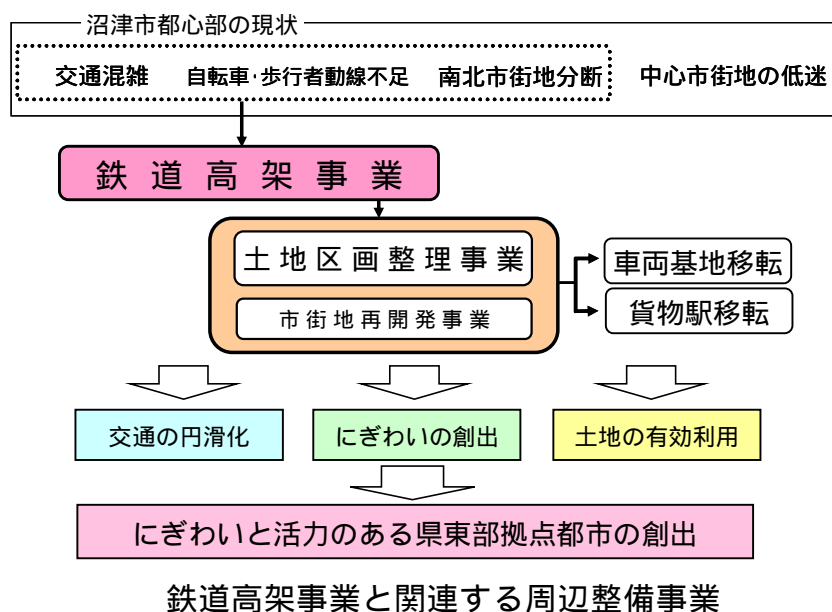 沼津市都心部の現状
交通混雑 自転車・歩行者動線不足 南北市街地分断 中心市街地の低迷
鉄道高架事業
土地区画整理事業
車両基地移転
市街地再開発事業
貨物駅移転
交通の円滑化 にぎわいの創出 土地の有効利用
にぎわいと活力のある県東部拠点都市の創出
鉄道高架事業と関連する周辺整備事業